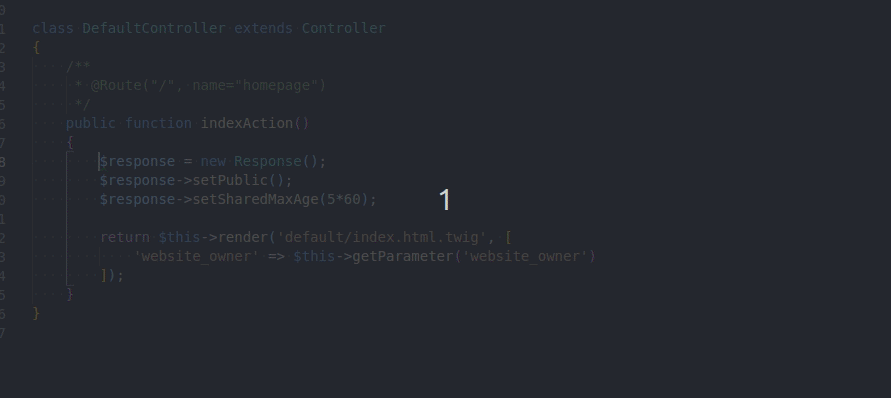 0
1 class DefaultController extends Controller
2 {
3 /**
4 * @Route("/", name="homepage")
5 */
6 public function indexAction()
7 {
8 $response = new Response();
9 $response->setPublic();
0 $response->setSharedMaxAge(5*60);
1
1
2 return $this->render('default/index.html.twig', [
3 'website_owner' => $this->getParameter('website_owner')
4 ]);
5 }
6 }
7